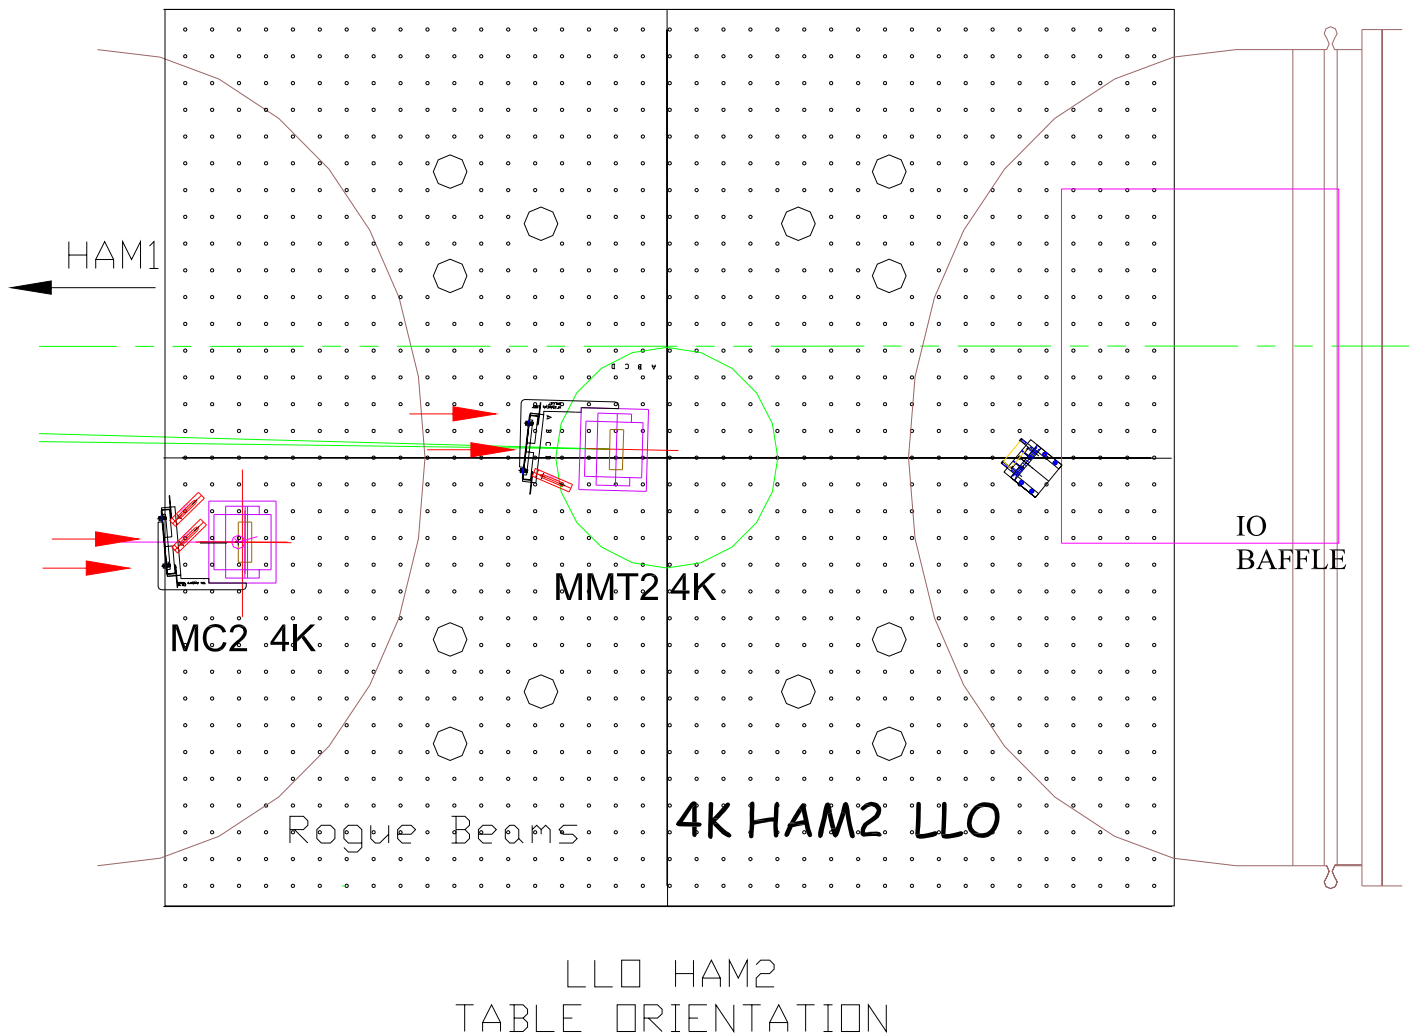 HAM1
A B C D
A
B
C
D
MMT2 4K
MC2 4K
IO
BAFFLE
Rogue Beams
4K HAM2 LLO
LLO HAM2
TABLE ORIENTATION